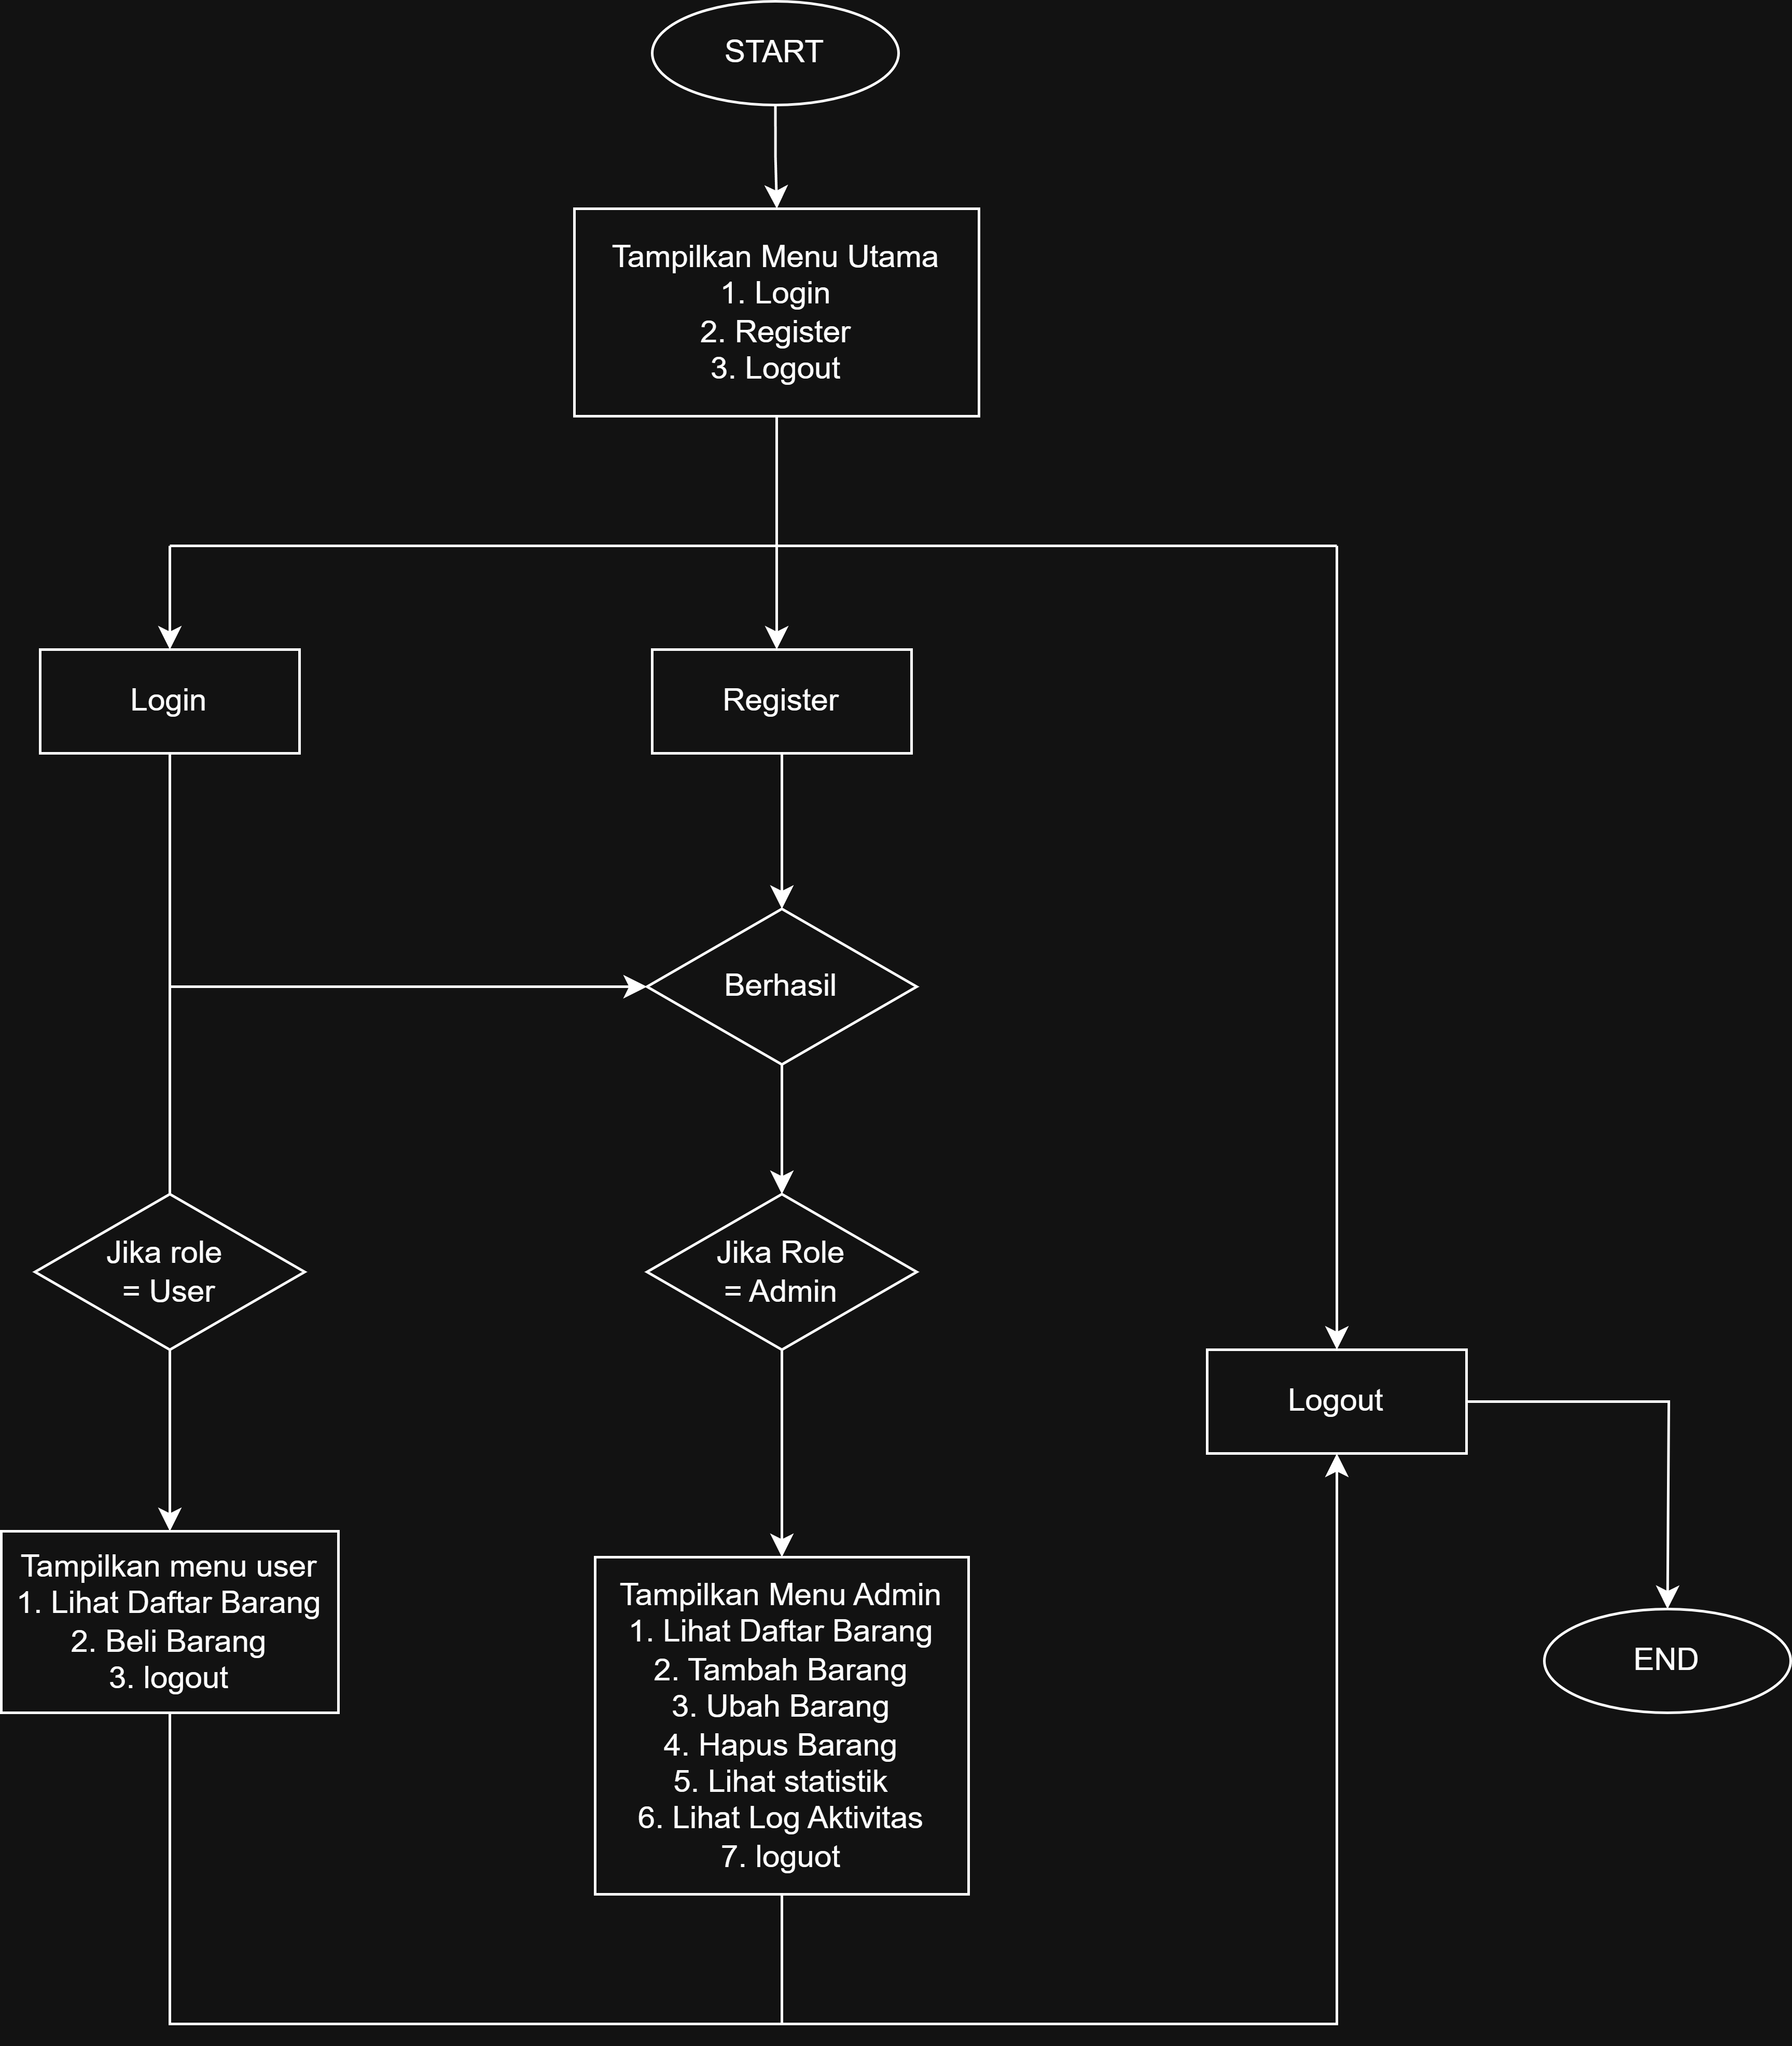 START
Tampilkan Menu Utama
1. Login
2. Register
3. Logout
Login
Register
Berhasil
Jika role
= User
Jika Role
= Admin
Logout
Tampilkan menu user
1. Lihat Daftar Barang
2. Beli Barang
3. logout
Tampilkan Menu Admin
1. Lihat Daftar Barang
2. Tambah Barang
3. Ubah Barang
4. Hapus Barang
5. Lihat statistik
6. Lihat Log Aktivitas
7. loguot
END